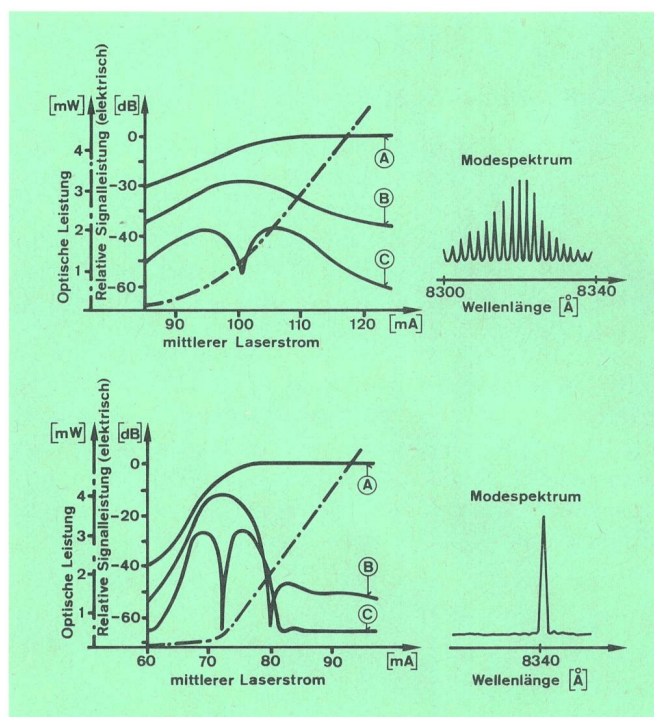 [mW]
Optische Leistung
4
3
2
1
Relative Signalleistung (elektrisch)
[dB]
0
-30
-40
-60
A
B
C
90 100 110 120 [mA]
mittlerer Laserstrom
Modespektrum
8300 8340
Wellenlänge [Å]
[mW]
Optische Leistung
4
3
2
1
Relative Signalleistung (elektrisch)
[dB]
0
-20
-40
-60
A
B
C
60 70 80 90 [mA]
mittlerer Laserstrom
Modespektrum
8340
Wellenlänge [Å]